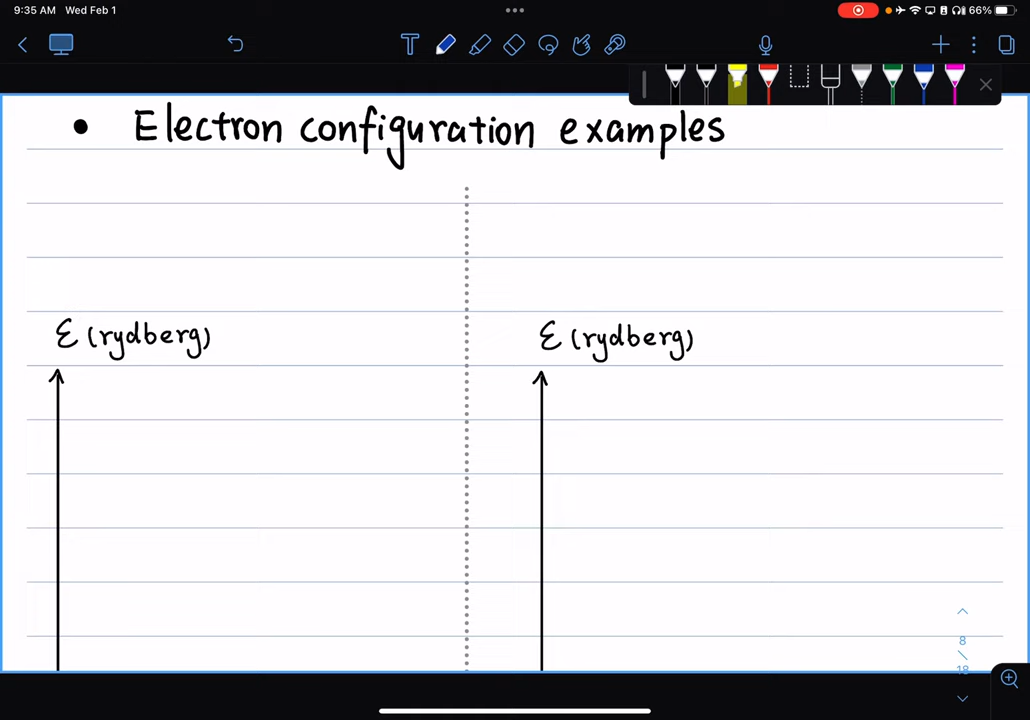 9:35 AM Wed Feb 1
66%
T
• Electron configuration examples
ℰ (rydberg)
ℰ (rydberg)
8
18